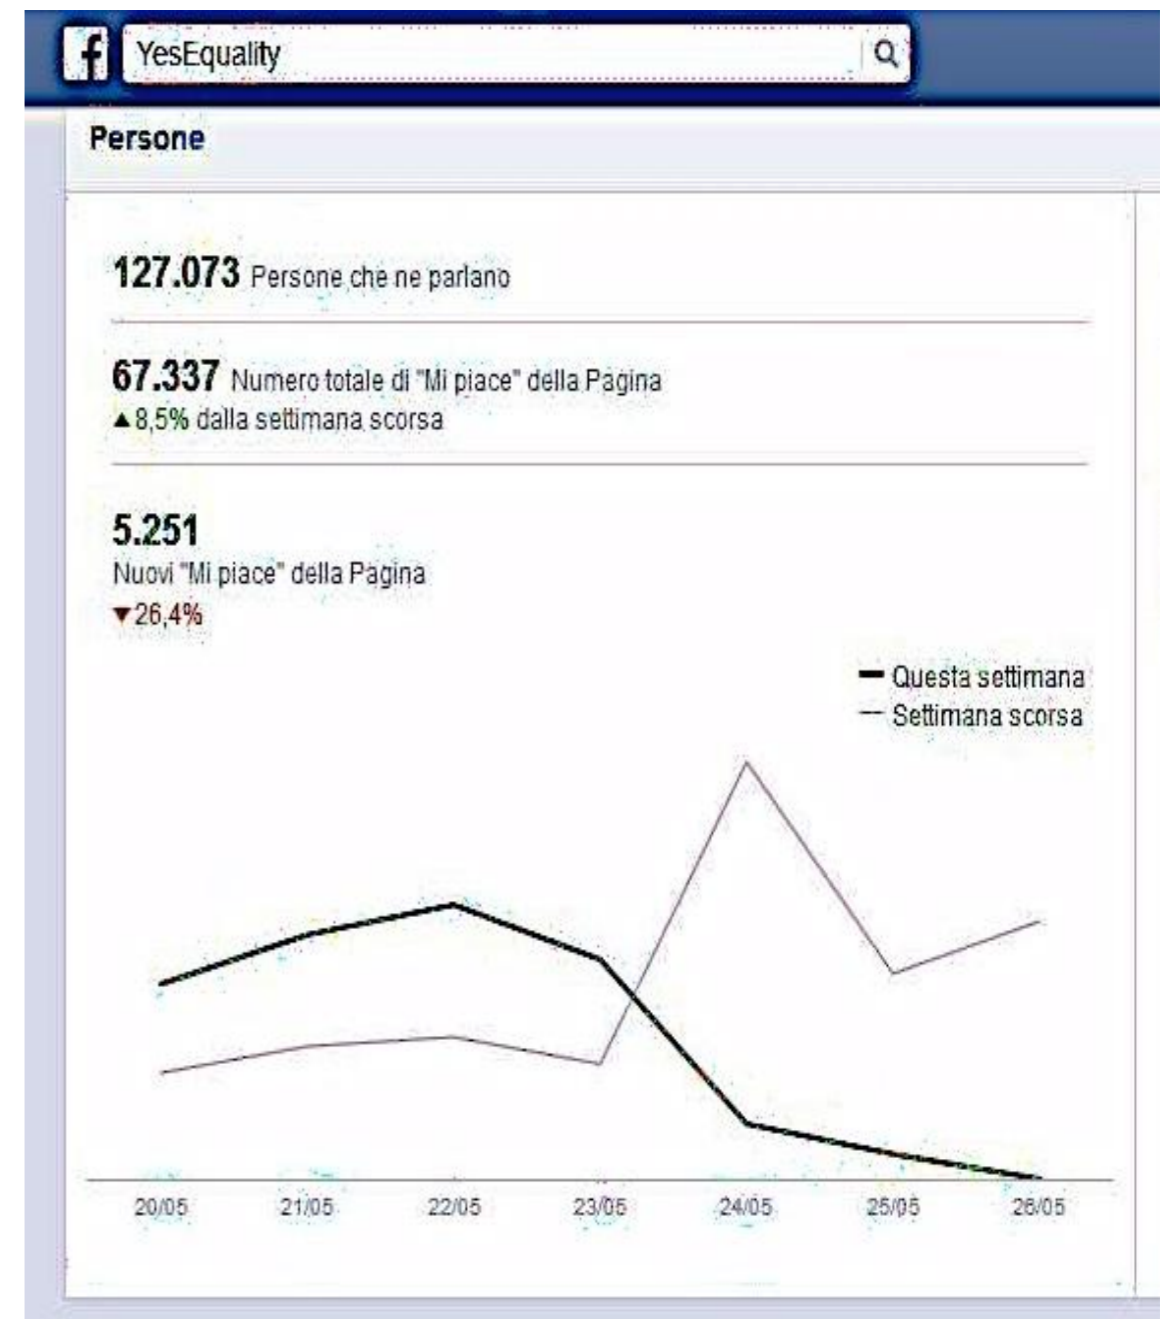 f YesEquality
Persone
127.073 Persone che ne parlano
67.337 Numero totale di "Mi piace" della Pagina
▲8,5% dalla settimana scorsa
5.251
Nuovi "Mi piace" della Pagina
▼26,4%
Questa settimana
Settimana scorsa
20/05 21/05 22/05 23/05 24/05 25/05 26/05